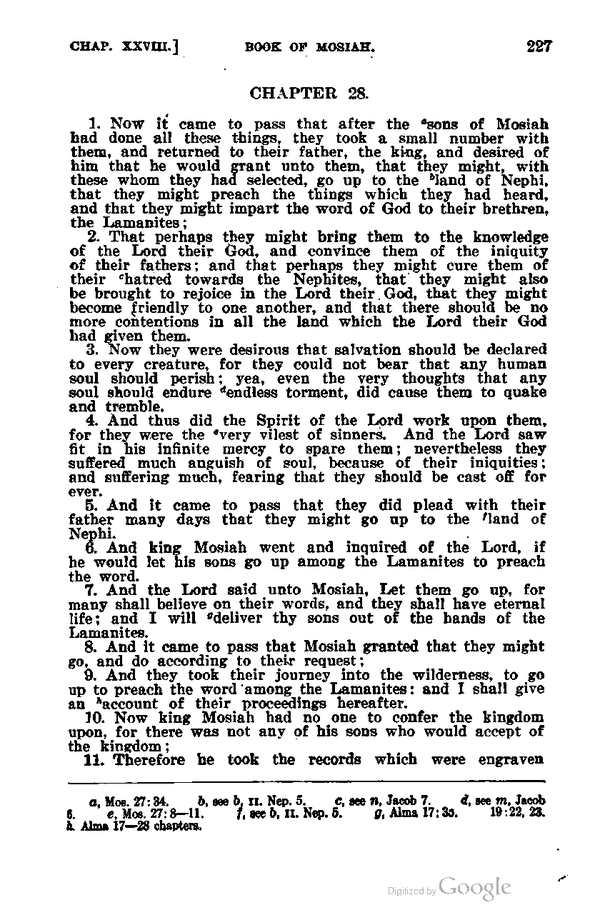 CHAP. XXVIII.] BOOK OF MOSIAH. 227
CHAPTER 28.
1. Now it came to pass that after the ᵃsons of Mosiah
had done all these things, they took a small number with
them, and returned to their father, the king, and desired of
him that he would grant unto them, that they might, with
these whom they had selected, go up to the ᵇland of Nephi,
that they might preach the things which they had heard,
and that they might impart the word of God to their brethren,
the Lamanites;
2. That perhaps they might bring them to the knowledge
of the Lord their God, and convince them of the iniquity
of their fathers; and that perhaps they might cure them of
their ᶜhatred towards the Nephites, that they might also
be brought to rejoice in the Lord their God, that they might
become friendly to one another, and that there should be no
more contentions in all the land which the Lord their God
had given them.
3. Now they were desirous that salvation should be declared
to every creature, for they could not bear that any human
soul should perish; yea, even the very thoughts that any
soul should endure ᵈendless torment, did cause them to quake
and tremble.
4. And thus did the Spirit of the Lord work upon them,
for they were the ᵉvery vilest of sinners. And the Lord saw
fit in his infinite mercy to spare them; nevertheless they
suffered much anguish of soul, because of their iniquities;
and suffering much, fearing that they should be cast off for
ever.
5. And it came to pass that they did plead with their
father many days that they might go up to the ᶠland of
Nephi.
6. And king Mosiah went and inquired of the Lord, if
he would let his sons go up among the Lamanites to preach
the word.
7. And the Lord said unto Mosiah, Let them go up, for
many shall believe on their words, and they shall have eternal
life; and I will ᵍdeliver thy sons out of the hands of the
Lamanites.
8. And it came to pass that Mosiah granted that they might
go, and do according to their request;
9. And they took their journey into the wilderness, to go
up to preach the word among the Lamanites: and I shall give
an ʰaccount of their proceedings hereafter.
10. Now king Mosiah had no one to confer the kingdom
upon, for there was not any of his sons who would accept of
the kingdom;
11. Therefore he took the records which were engraven
a, Mos. 27:34. b, see b, II. Nep. 5. c, see n, Jacob 7. d, see m, Jacob
6. e, Mos. 27:8—11. f, see b, II. Nep. 5. g, Alma 17:35. 19:22, 23.
h, Alma 17—28 chapters.
Digitized by Google